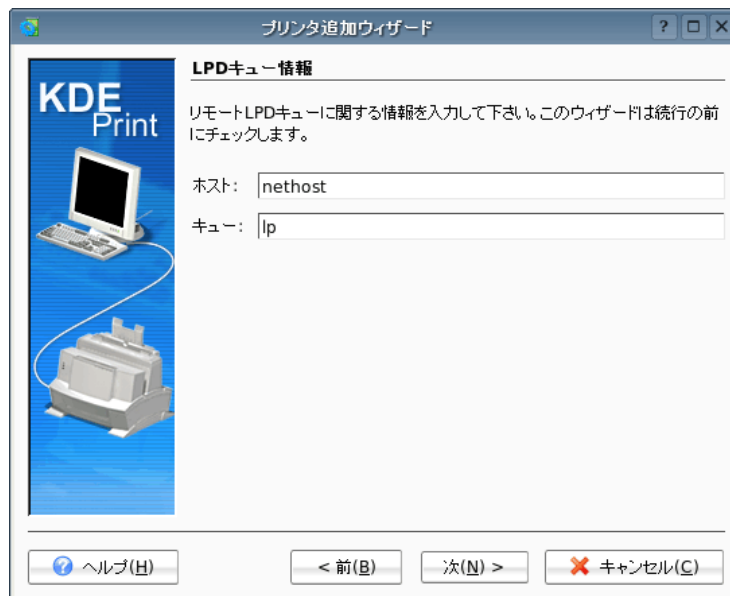 プリンタ追加ウィザード
KDE
Print
LPDキュー情報
リモートLPDキューに関する情報を入力して下さい。このウィザードは続行の前
にチェックします。
ホスト: nethost
キュー: lp
ヘルプ(H)
< 前(B)
次(N) >
キャンセル(C)